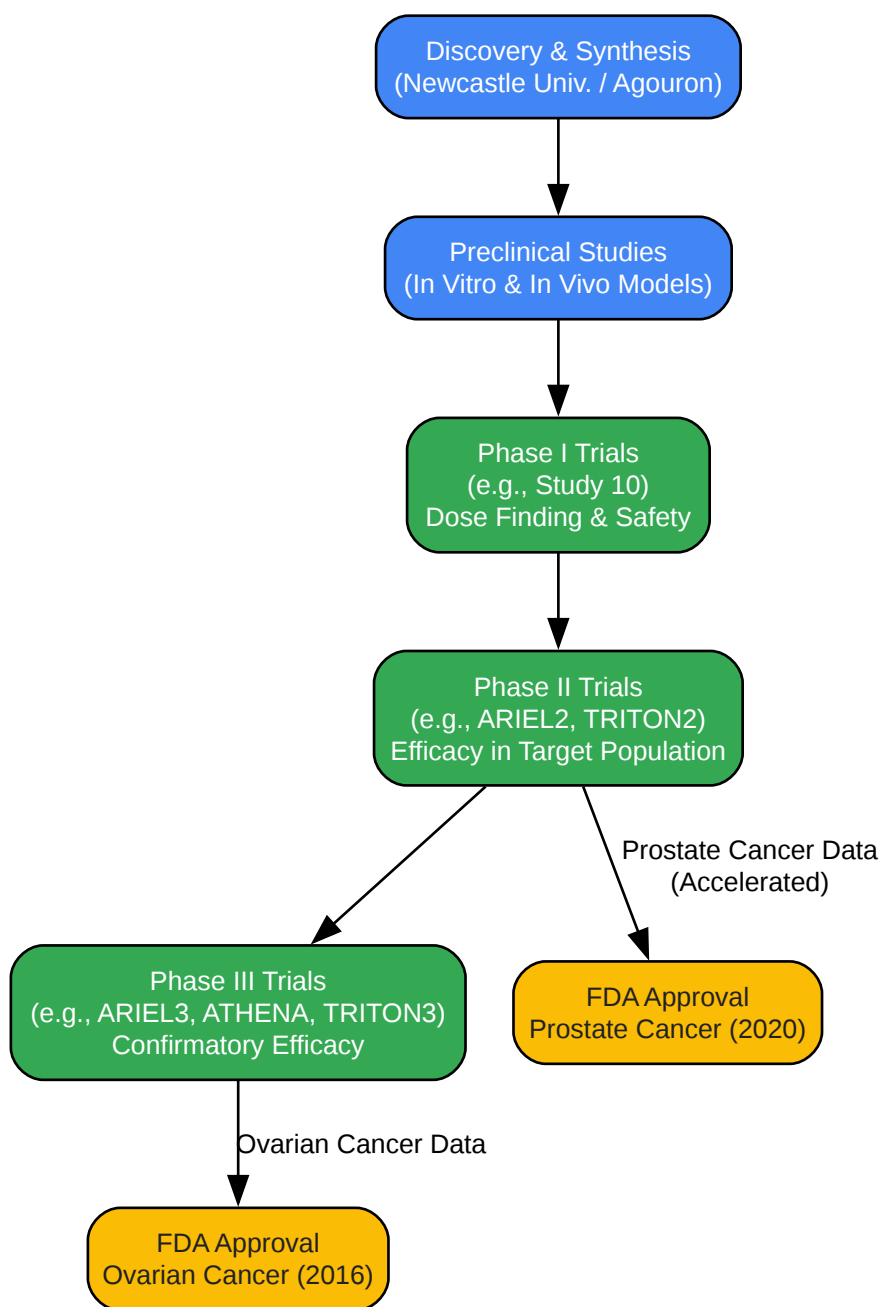 Discovery & Synthesis
(Newcastle Univ. / Agouron)
Preclinical Studies
(In Vitro & In Vivo Models)
Phase I Trials
(e.g., Study 10)
Dose Finding & Safety
Phase II Trials
(e.g., ARIEL2, TRITON2)
Efficacy in Target Population
Prostate Cancer Data
(Accelerated)
Phase III Trials
(e.g., ARIEL3, ATHENA, TRITON3)
Confirmatory Efficacy
FDA Approval
Prostate Cancer (2020)
Ovarian Cancer Data
FDA Approval
Ovarian Cancer (2016)